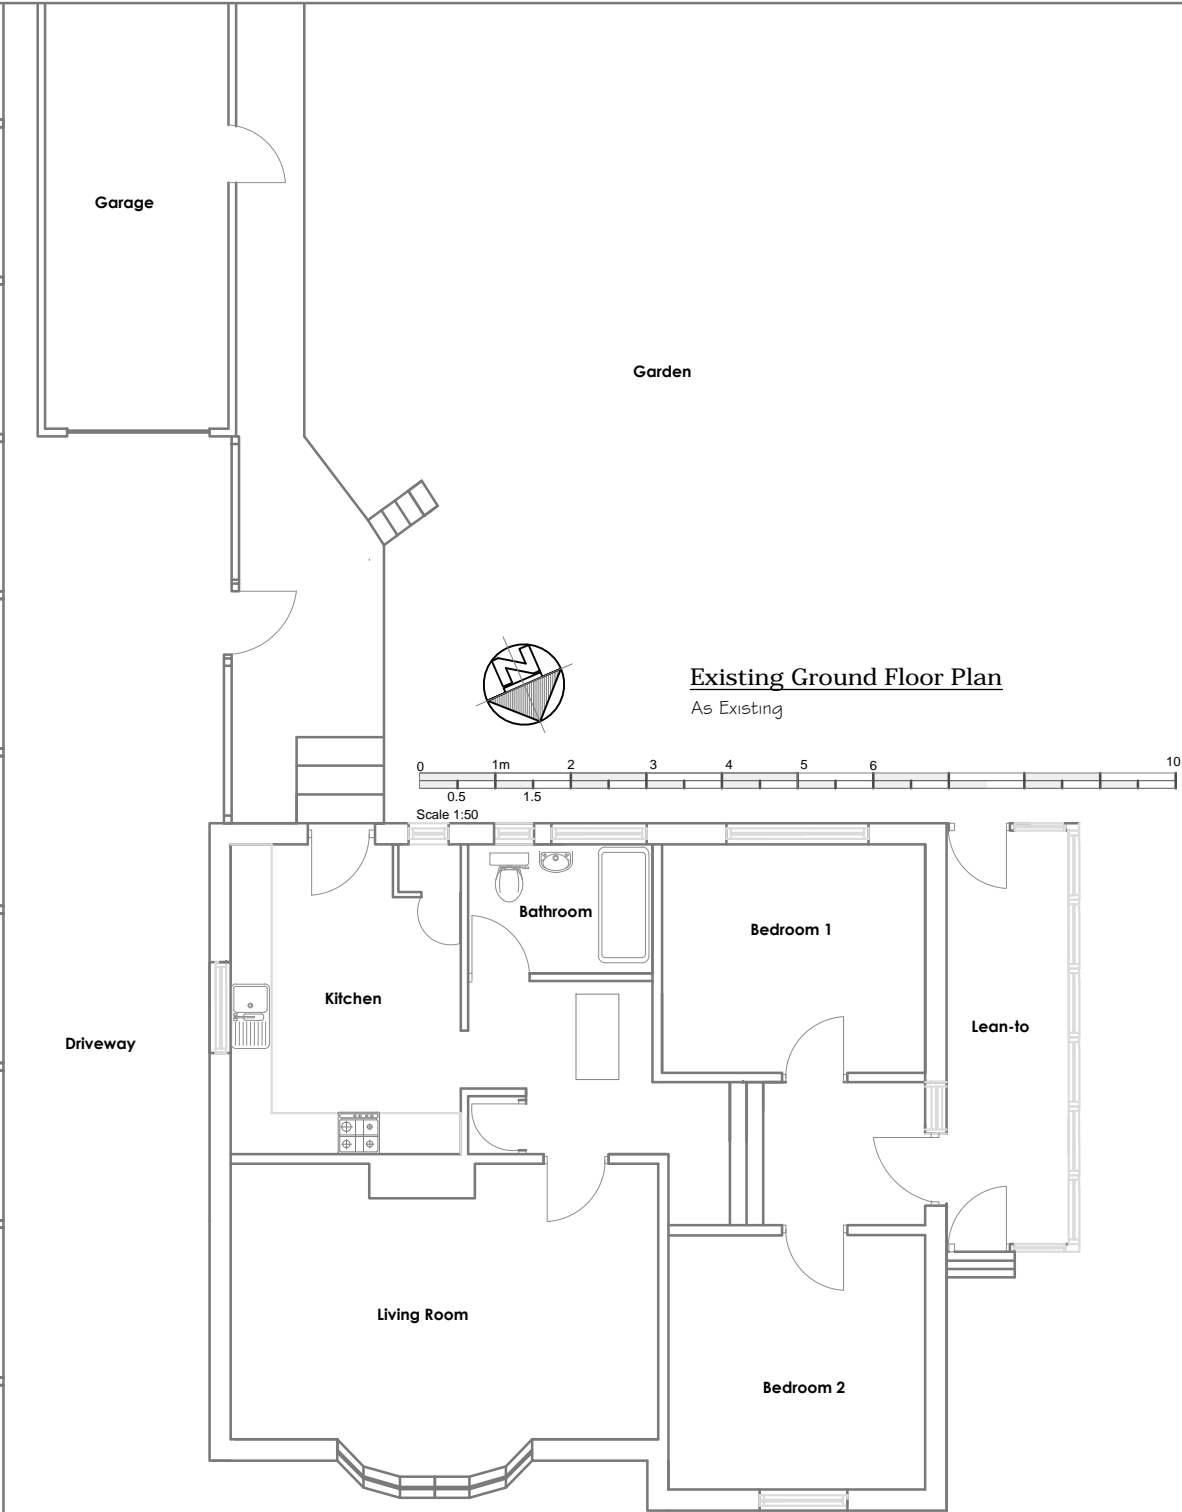 Garage
Garden
N
Existing Ground Floor Plan
As Existing
0 1m 2 3 4 5 6 10
0.5 1.5
Scale 1:50
Bathroom
Bedroom 1
Kitchen
Lean-to
Driveway
Living Room
Bedroom 2